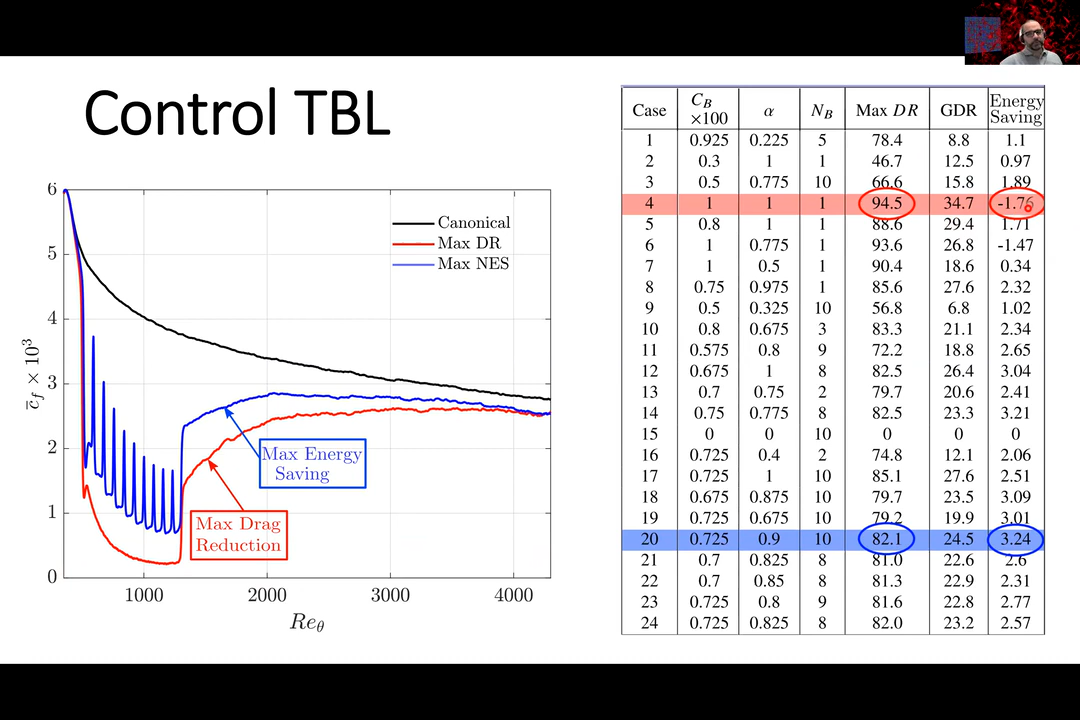 Control TBL
6
5
4
3
2
1
0
c̄_f × 10³
1000 2000 3000 4000
Re_θ
Canonical
Max DR
Max NES
Max Energy
Saving
Max Drag
Reduction
Case C_B ×100 α N_B Max DR GDR Energy Saving
1 0.925 0.225 5 78.4 8.8 1.1
2 0.3 1 1 46.7 12.5 0.97
3 0.5 0.775 10 66.6 15.8 1.89
4 1 1 1 94.5 34.7 -1.76
5 0.8 1 1 88.6 29.4 1.71
6 1 0.775 1 93.6 26.8 -1.47
7 1 0.5 1 90.4 18.6 0.34
8 0.75 0.975 1 85.6 27.6 2.32
9 0.5 0.325 10 56.8 6.8 1.02
10 0.8 0.675 3 83.3 21.1 2.34
11 0.575 0.8 9 72.2 18.8 2.65
12 0.675 1 8 82.5 26.4 3.04
13 0.7 0.75 2 79.7 20.6 2.41
14 0.75 0.775 8 82.5 23.3 3.21
15 0 0 10 0 0 0
16 0.725 0.4 2 74.8 12.1 2.06
17 0.725 1 10 85.1 27.6 2.51
18 0.675 0.875 10 79.7 23.5 3.09
19 0.725 0.675 10 79.2 19.9 3.01
20 0.725 0.9 10 82.1 24.5 3.24
21 0.7 0.825 8 81.0 22.6 2.6
22 0.7 0.85 8 81.3 22.9 2.31
23 0.725 0.8 9 81.6 22.8 2.77
24 0.725 0.825 8 82.0 23.2 2.57